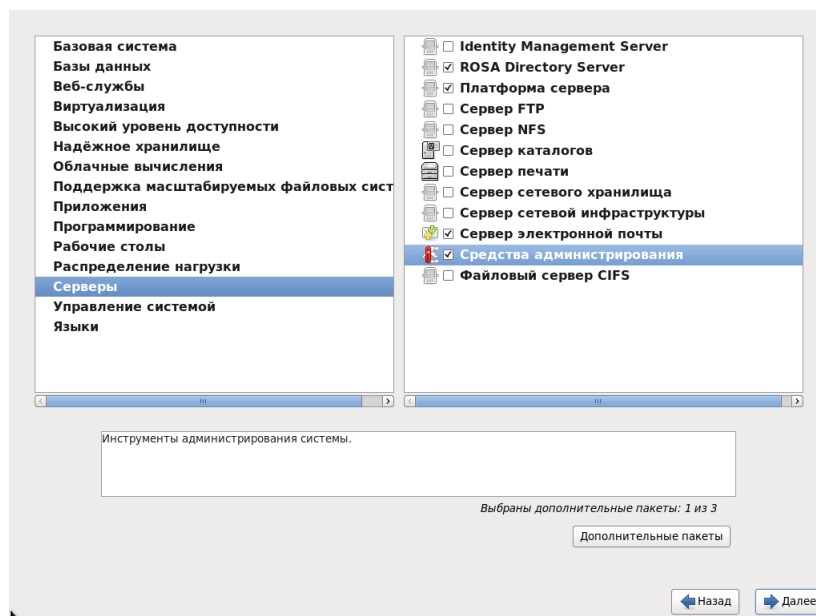 Базовая система
Базы данных
Веб-службы
Виртуализация
Высокий уровень доступности
Надёжное хранилище
Облачные вычисления
Поддержка масштабируемых файловых сист
Приложения
Программирование
Рабочие столы
Распределение нагрузки
Серверы
Управление системой
Языки
Identity Management Server
ROSA Directory Server
Платформа сервера
Сервер FTP
Сервер NFS
Сервер каталогов
Сервер печати
Сервер сетевого хранилища
Сервер сетевой инфраструктуры
Сервер электронной почты
Средства администрирования
Файловый сервер CIFS
Инструменты администрирования системы.
Выбраны дополнительные пакеты: 1 из 3
Дополнительные пакеты
Назад
Далее